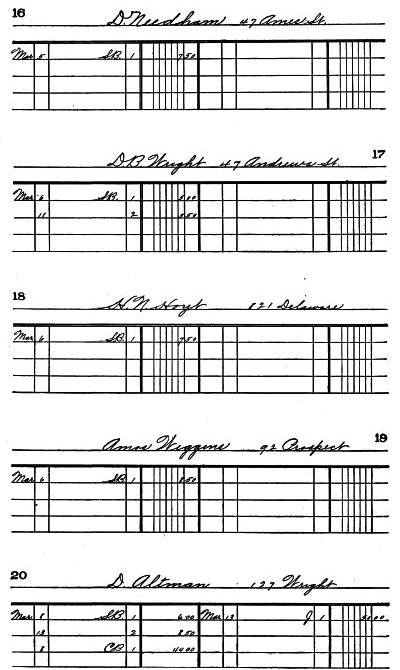 16
D Needham 47 Ames St.
Mar 5 S.B. 1 7 50
17
D B Wright 47 Andrews St.
Mar 6 S.B. 1 8 00
11 2 8 50
18
H. N. Hoyt 821 Delaware
Mar 6 S.B. 1 7 50
19
Amos Wiggins 92 Prospect
Mar 6 S.B. 1 8 50
20
D Altman 127 Wright
Mar 8 S.B. 1 6 00 Mar 13 J 1 50 00
13 2 8 50
8 C.B. 1 44 00